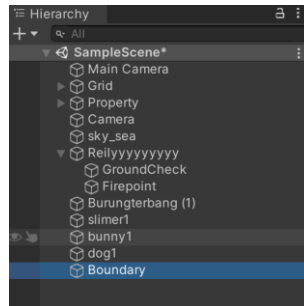 Hierarchy
All
SampleScene*
Main Camera
Grid
Property
Camera
sky_sea
Reilyyyyyyyyy
GroundCheck
Firepoint
Burungterbang (1)
slimer1
bunny1
dog1
Boundary